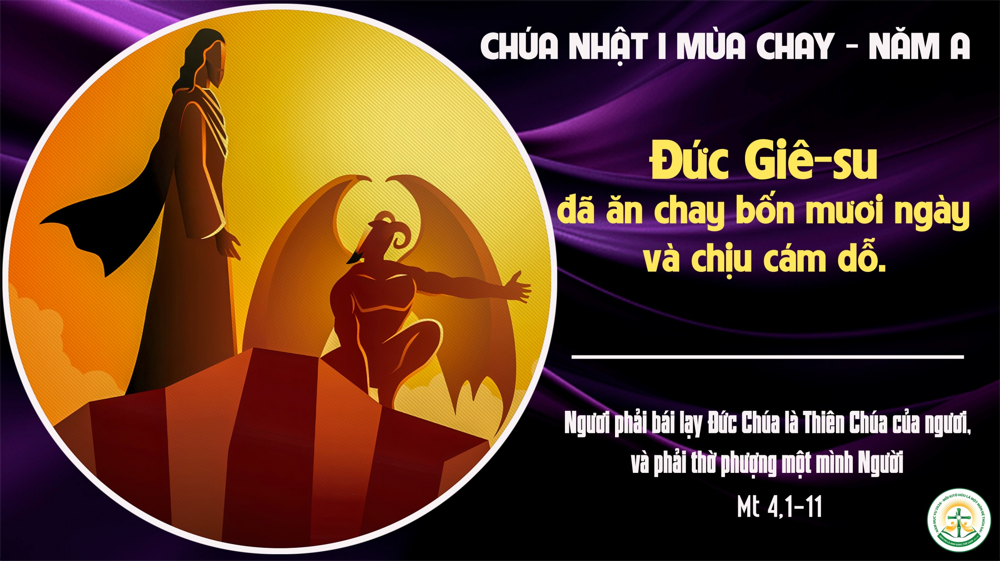 CHÚA NHẬT I MÙA CHAY - NĂM A
Đức Giê-su
đã ăn chay bốn mươi ngày
và chịu cám dỗ.
Ngươi phải bái lạy Đức Chúa là Thiên Chúa của ngươi,
và phải thờ phượng một mình Người
Mt 4,1-11
NĂM MỤC VỤ 2026 - MỖI KITÔ HỮU LÀ MỘT MÔN ĐỆ THỪA SAI
ANH EM LÀ ÁNH SÁNG THẾ GIAN